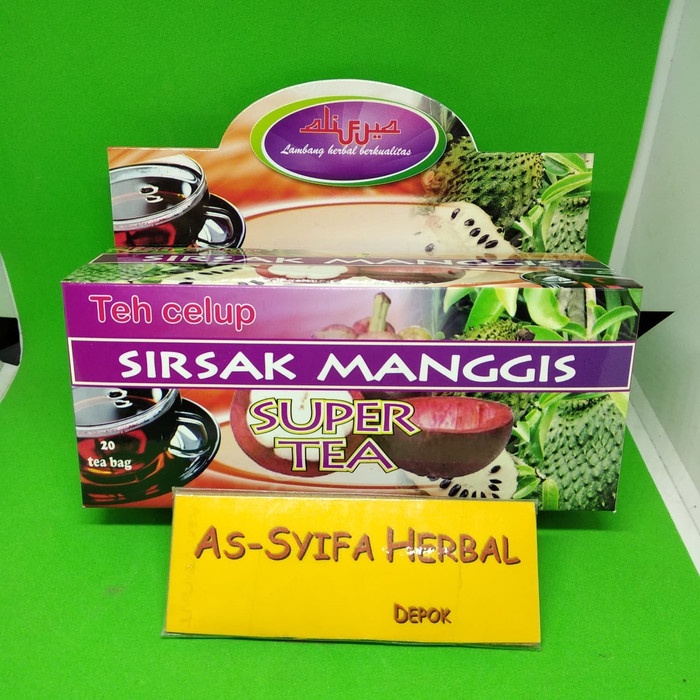 Lambang herbal berkualitas
SIRSAK MANGGIS
Teh celup
SIRSAK MANGGIS
SUPER
TEA
20
tea bag
AS-SYIFA HERBAL
DEPOK